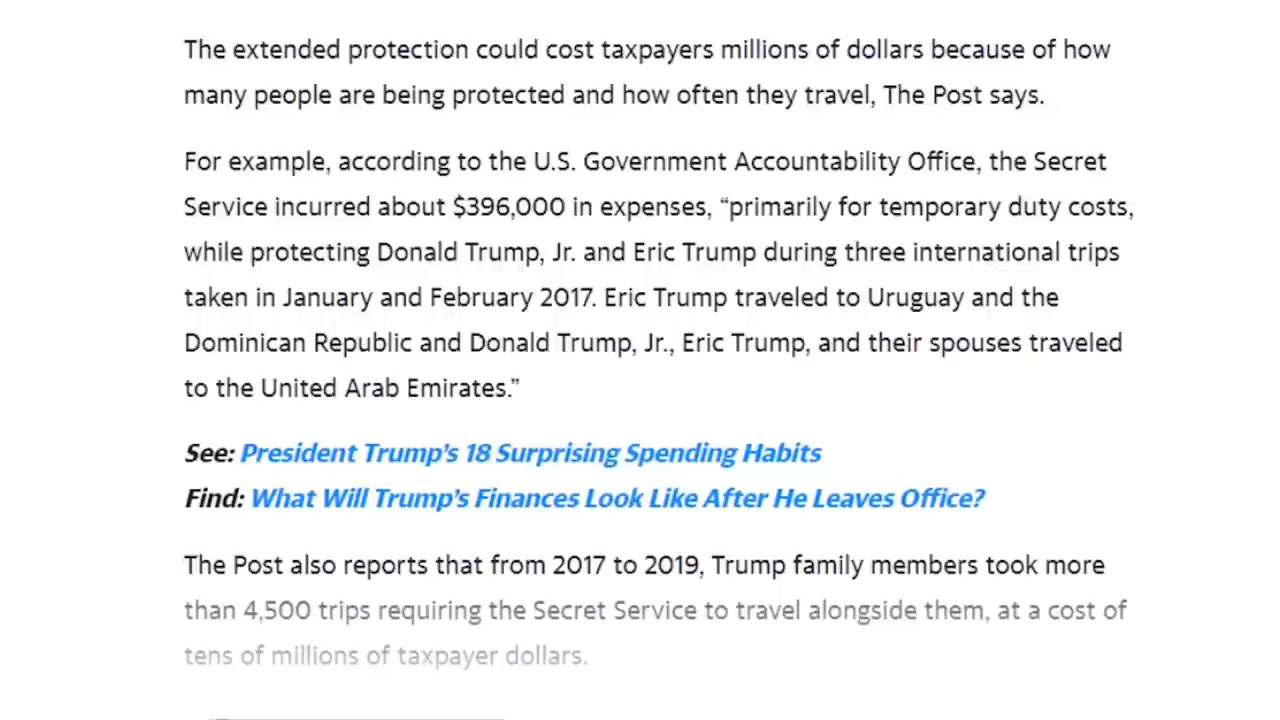 The extended protection could cost taxpayers millions of dollars because of how
many people are being protected and how often they travel, The Post says.
For example, according to the U.S. Government Accountability Office, the Secret
Service incurred about $396,000 in expenses, “primarily for temporary duty costs,
while protecting Donald Trump, Jr. and Eric Trump during three international trips
taken in January and February 2017. Eric Trump traveled to Uruguay and the
Dominican Republic and Donald Trump, Jr., Eric Trump, and their spouses traveled
to the United Arab Emirates.”
See: President Trump’s 18 Surprising Spending Habits
Find: What Will Trump’s Finances Look Like After He Leaves Office?
The Post also reports that from 2017 to 2019, Trump family members took more
than 4,500 trips requiring the Secret Service to travel alongside them, at a cost of
tens of millions of taxpayer dollars.